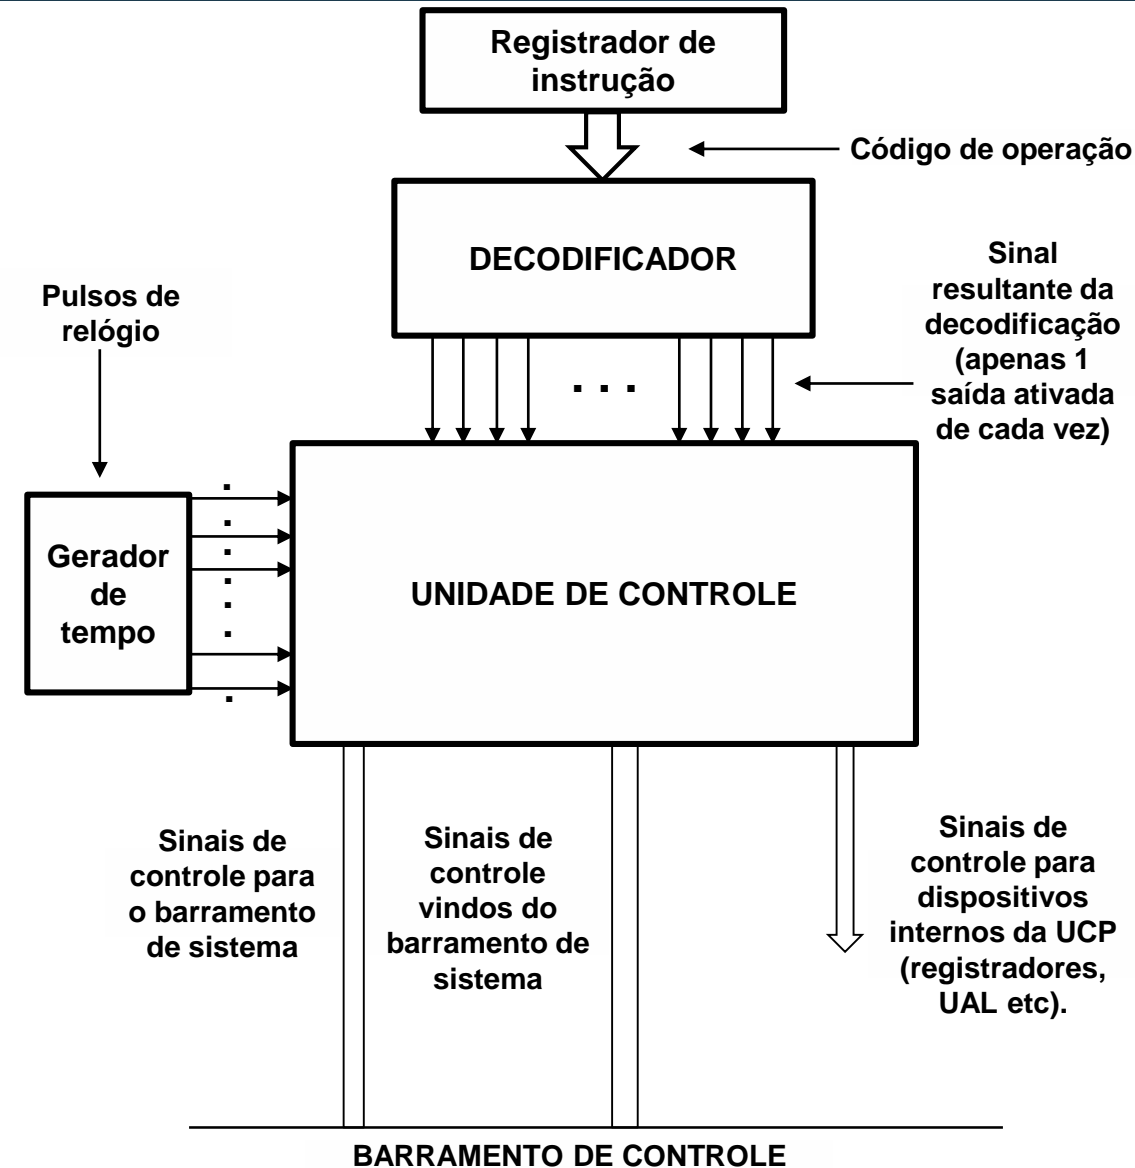 Registrador de
instrução
Código de operação
DECODIFICADOR
Sinal
resultante da
decodificação
(apenas 1
saída ativada
de cada vez)
Pulsos de
relógio
. . .
Gerador
de
tempo
UNIDADE DE CONTROLE
Sinais de
controle para
o barramento
de sistema
Sinais de
controle
vindos do
barramento de
sistema
Sinais de
controle para
dispositivos
internos da UCP
(registradores,
UAL etc).
BARRAMENTO DE CONTROLE